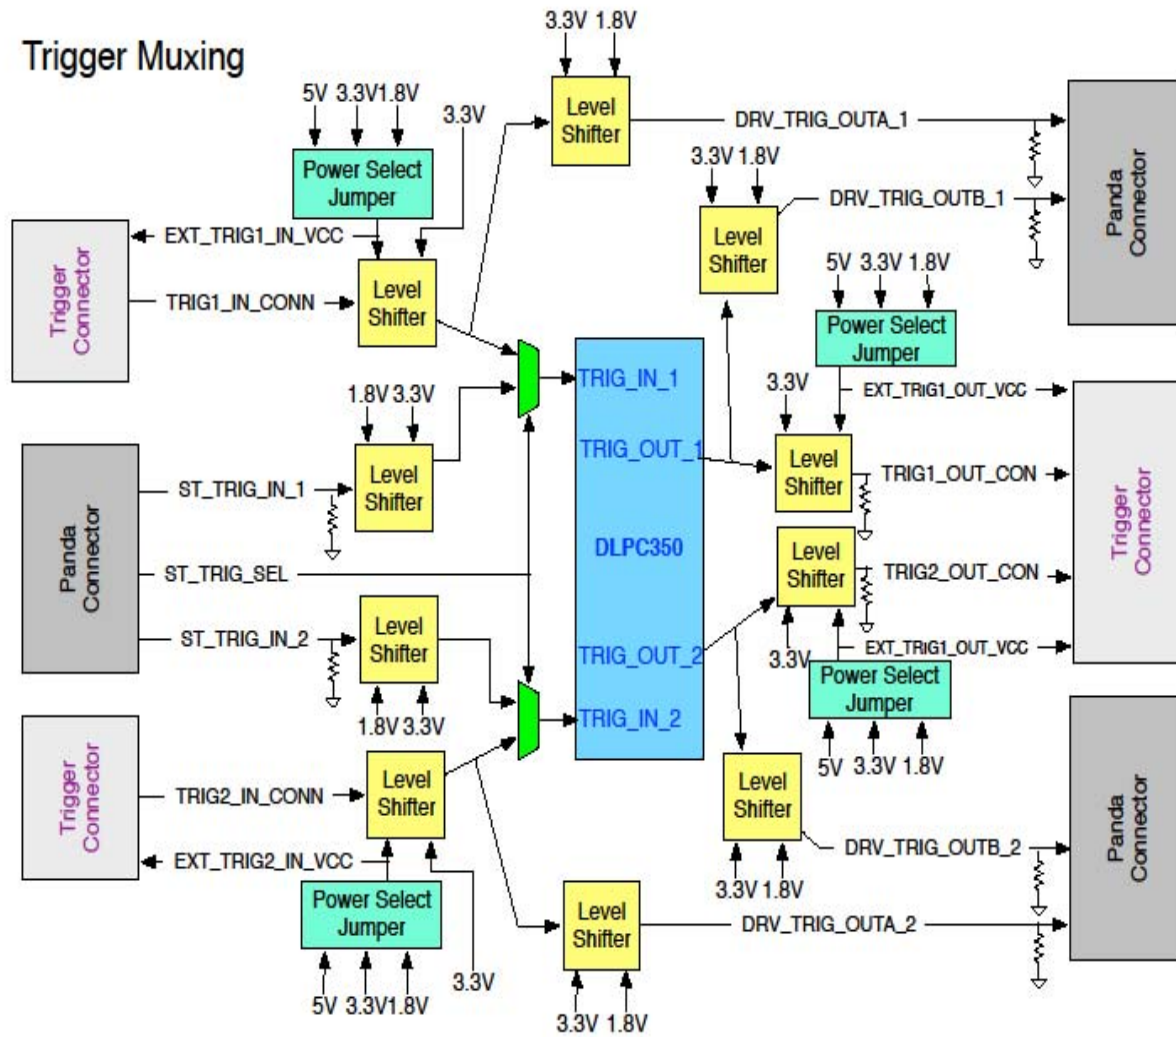 Trigger Muxing
3.3V 1.8V
Level
Shifter
DRV_TRIG_OUTA_1
Panda
Connector
5V 3.3V 1.8V
3.3V
Power Select
Jumper
3.3V 1.8V
DRV_TRIG_OUTB_1
Level
Shifter
Trigger
Connector
EXT_TRIG1_IN_VCC
TRIG1_IN_CONN
Level
Shifter
5V 3.3V 1.8V
Power Select
Jumper
1.8V 3.3V
TRIG_IN_1
3.3V
EXT_TRIG1_OUT_VCC
Panda
Connector
ST_TRIG_IN_1
Level
Shifter
TRIG_OUT_1
Level
Shifter
TRIG1_OUT_CON
Trigger
Connector
ST_TRIG_SEL
DLPC350
Level
Shifter
TRIG2_OUT_CON
ST_TRIG_IN_2
Level
Shifter
TRIG_OUT_2
3.3V
EXT_TRIG1_OUT_VCC
1.8V 3.3V
TRIG_IN_2
Power Select
Jumper
5V 3.3V 1.8V
Trigger
Connector
TRIG2_IN_CONN
Level
Shifter
Level
Shifter
Panda
Connector
EXT_TRIG2_IN_VCC
DRV_TRIG_OUTB_2
3.3V 1.8V
Power Select
Jumper
Level
Shifter
DRV_TRIG_OUTA_2
3.3V
5V 3.3V 1.8V
3.3V 1.8V